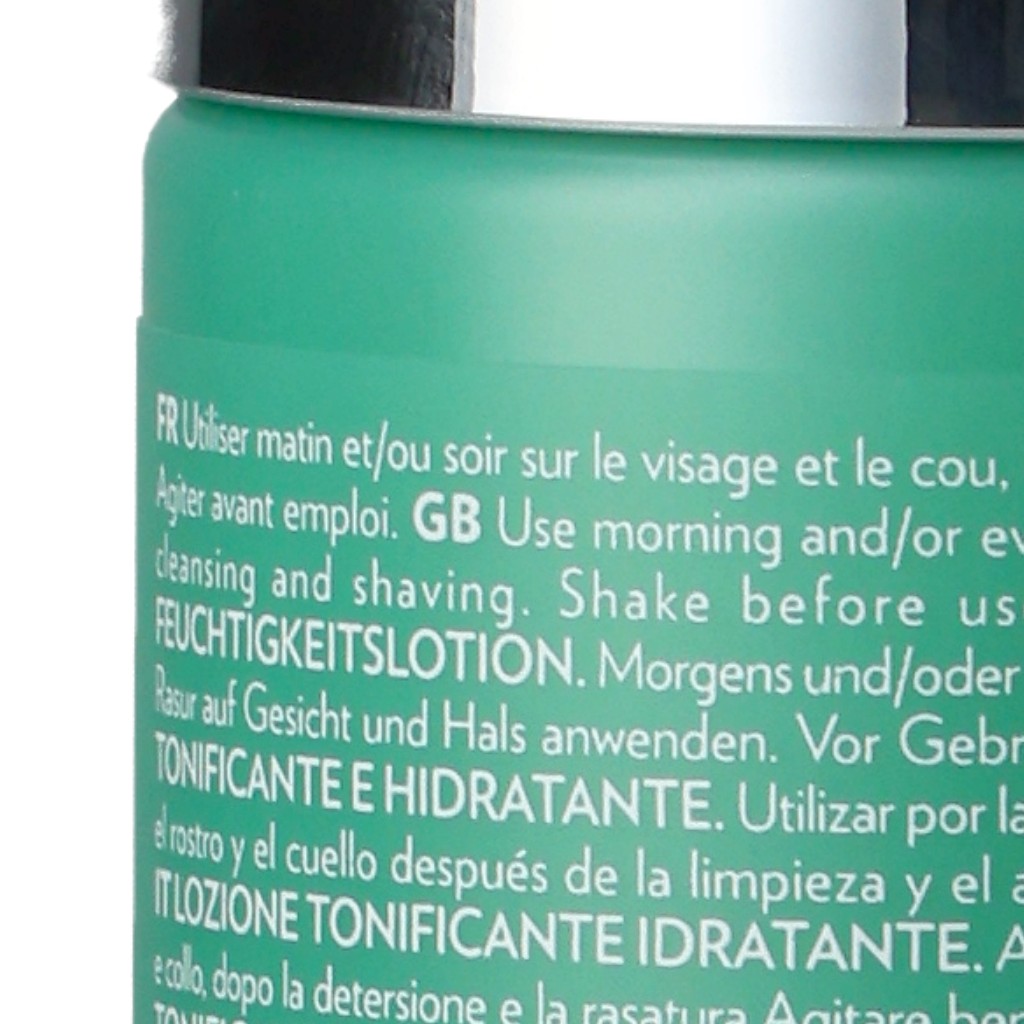 FR Utiliser matin et/ou soir sur le visage et le cou,
Agiter avant emploi. GB Use morning and/or ev
cleansing and shaving. Shake before us
FEUCHTIGKEITSLOTION. Morgens und/oder
Rasur auf Gesicht und Hals anwenden. Vor Gebr
TONIFICANTE E HIDRATANTE. Utilizar por la
el rostro y el cuello después de la limpieza y el a
IT LOZIONE TONIFICANTE IDRATANTE. A
e collo, dopo la detersione e la rasatura Agitare ben